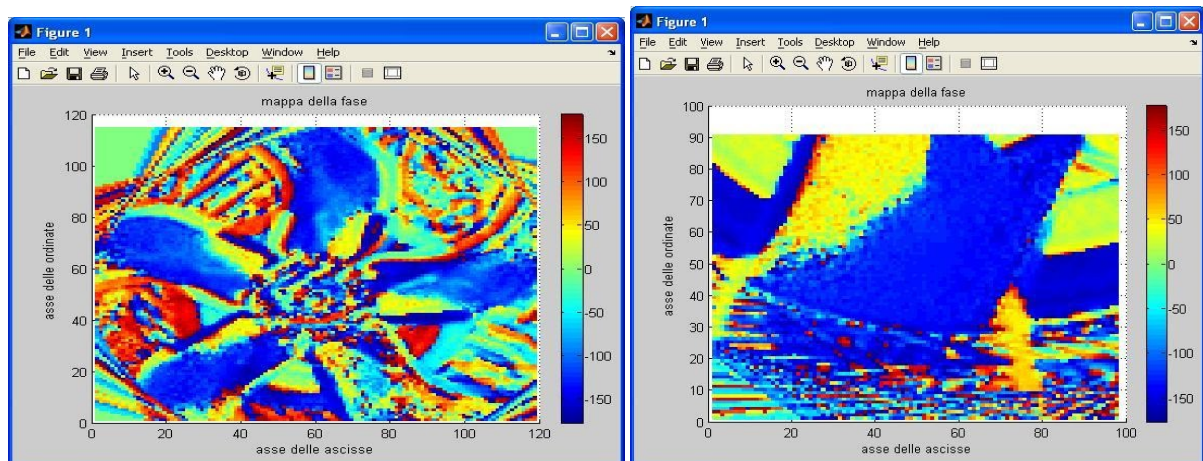 Figure 1
File Edit View Insert Tools Desktop Window Help
mappa della fase
120
100
80
60
40
20
0
asse delle ordinate
0 20 40 60 80 100 120
asse delle ascisse
150
100
50
0
-50
-100
-150
Figure 1
File Edit View Insert Tools Desktop Window Help
mappa della fase
100
90
80
70
60
50
40
30
20
10
0
asse delle ordinate
0 20 40 60 80 100
asse delle ascisse
150
100
50
0
-50
-100
-150